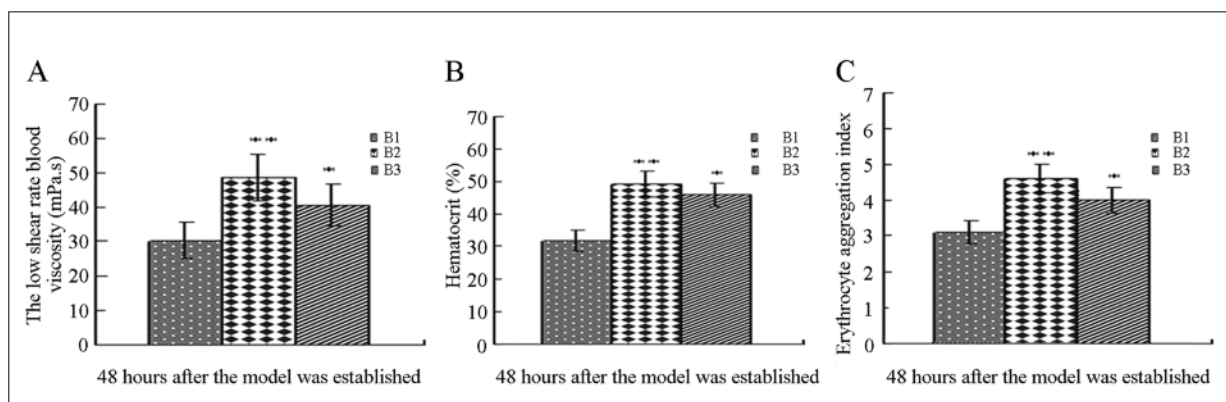 A
The low shear rate blood
viscosity (mPa.s)
70
60
50
40
30
20
10
0
**
*
B1
B2
B3
48 hours after the model was established
B
Hematocrit (%)
70
60
50
40
30
20
10
0
**
*
B1
B2
B3
48 hours after the model was established
C
Erythrocyte aggregation index
7
6
5
4
3
2
1
0
**
*
B1
B2
B3
48 hours after the model was established